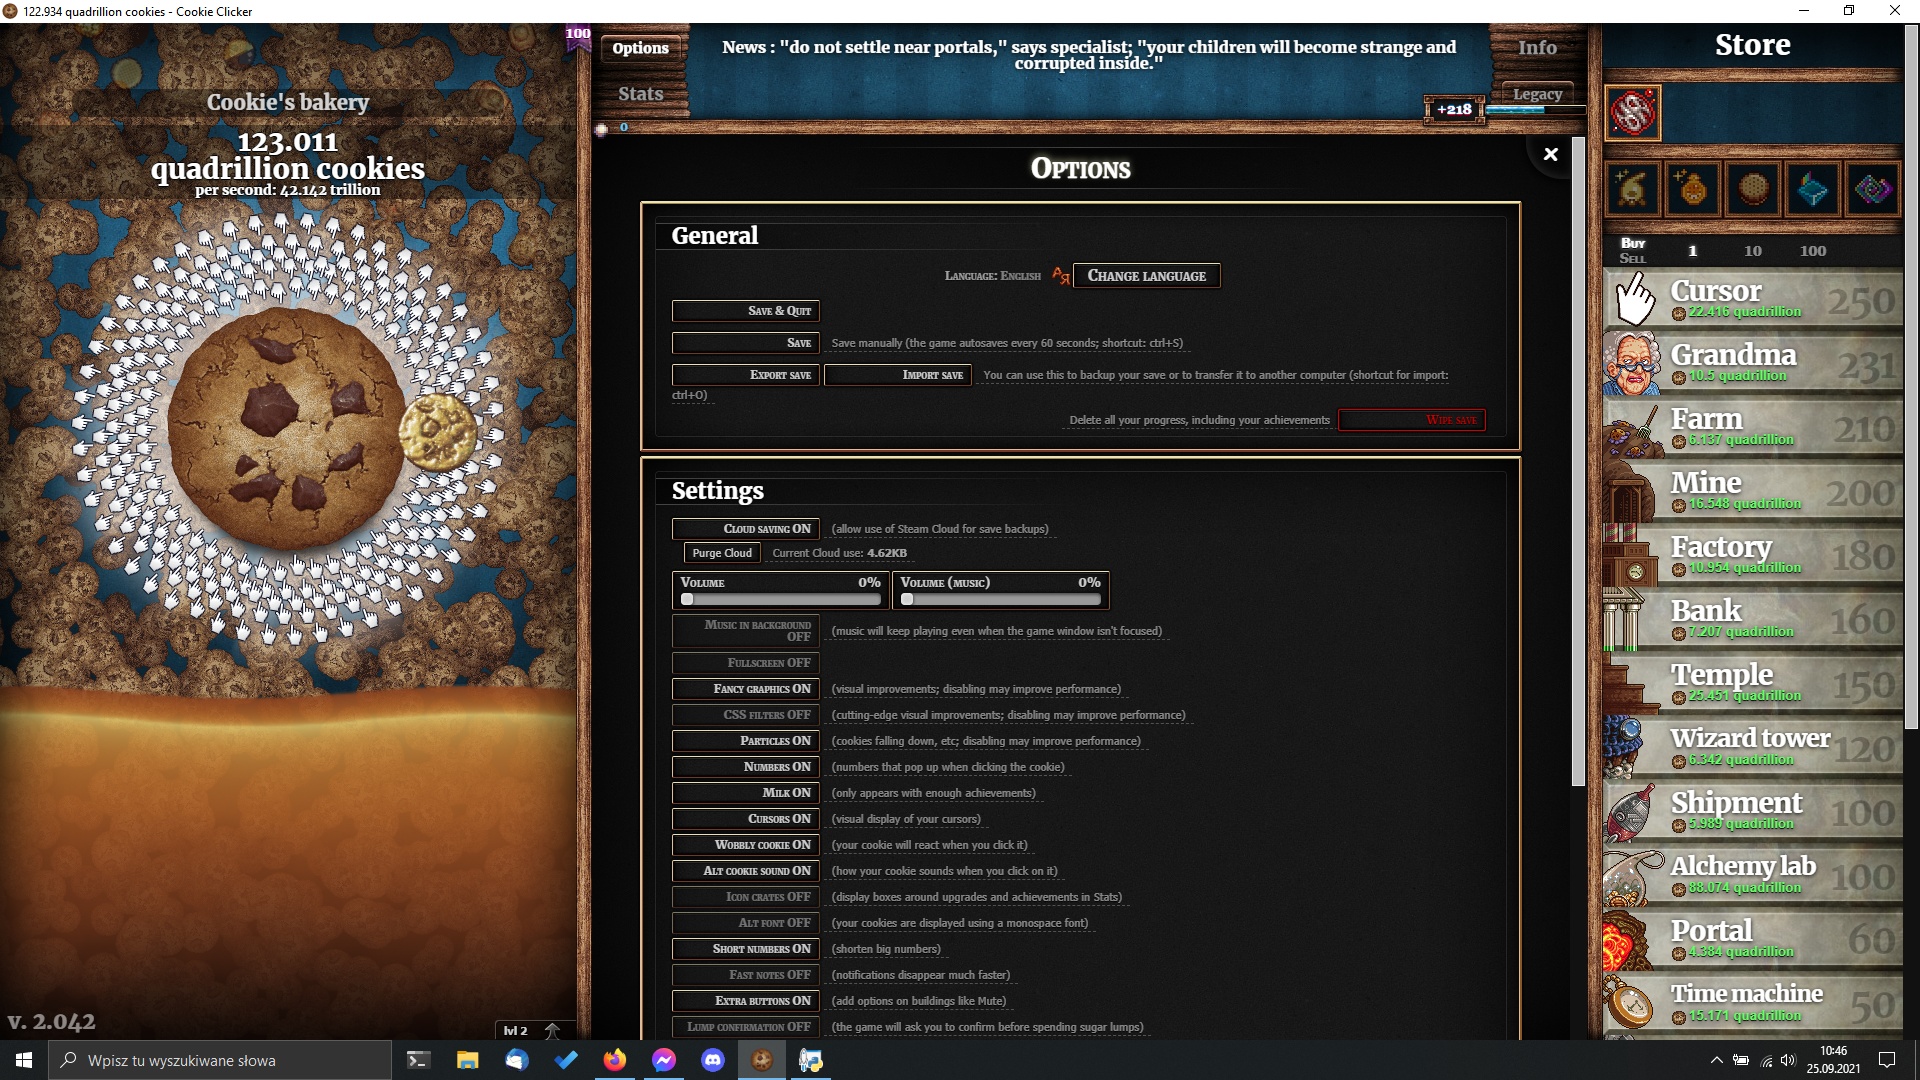 122.934 quadrillion cookies - Cookie Clicker
100
Cookie's bakery
123.011
quadrillion cookies
per second: 42.142 trillion
v. 2.042
lvl 2
Options
Stats
0
News : "do not settle near portals," says specialist; "your children will become strange and
corrupted inside."
Info
Legacy
+218
Options
General
Language: English
Change language
Save & Quit
Save
Save manually (the game autosaves every 60 seconds; shortcut: ctrl+S)
Export save
Import save
You can use this to backup your save or to transfer it to another computer (shortcut for import:
ctrl+O)
Delete all your progress, including your achievements
Wipe save
Settings
Cloud saving ON
(allow use of Steam Cloud for save backups)
Purge Cloud
Current Cloud use: 4.62KB
Volume 0%
Volume (music) 0%
Music in background
OFF
(music will keep playing even when the game window isn't focused)
Fullscreen OFF
Fancy graphics ON
(visual improvements; disabling may improve performance)
CSS filters OFF
(cutting-edge visual improvements; disabling may improve performance)
Particles ON
(cookies falling down, etc; disabling may improve performance)
Numbers ON
(numbers that pop up when clicking the cookie)
Milk ON
(only appears with enough achievements)
Cursors ON
(visual display of your cursors)
Wobbly cookie ON
(your cookie will react when you click it)
Alt cookie sound ON
(how your cookie sounds when you click on it)
Icon crates OFF
(display boxes around upgrades and achievements in Stats)
Alt font OFF
(your cookies are displayed using a monospace font)
Short numbers ON
(shorten big numbers)
Fast notes OFF
(notifications disappear much faster)
Extra buttons ON
(add options on buildings like Mute)
Lump confirmation OFF
(the game will ask you to confirm before spending sugar lumps)
Store
Buy
Sell
1
10
100
Cursor
22.416 quadrillion
250
Grandma
10.5 quadrillion
231
Farm
6.137 quadrillion
210
Mine
16.548 quadrillion
200
Factory
10.954 quadrillion
180
Bank
7.207 quadrillion
160
Temple
25.451 quadrillion
150
Wizard tower
6.342 quadrillion
120
Shipment
5.989 quadrillion
100
Alchemy lab
88.074 quadrillion
100
Portal
4.384 quadrillion
60
Time machine
15.171 quadrillion
50
Wpisz tu wyszukiwane słowa
10:46
25.09.2021